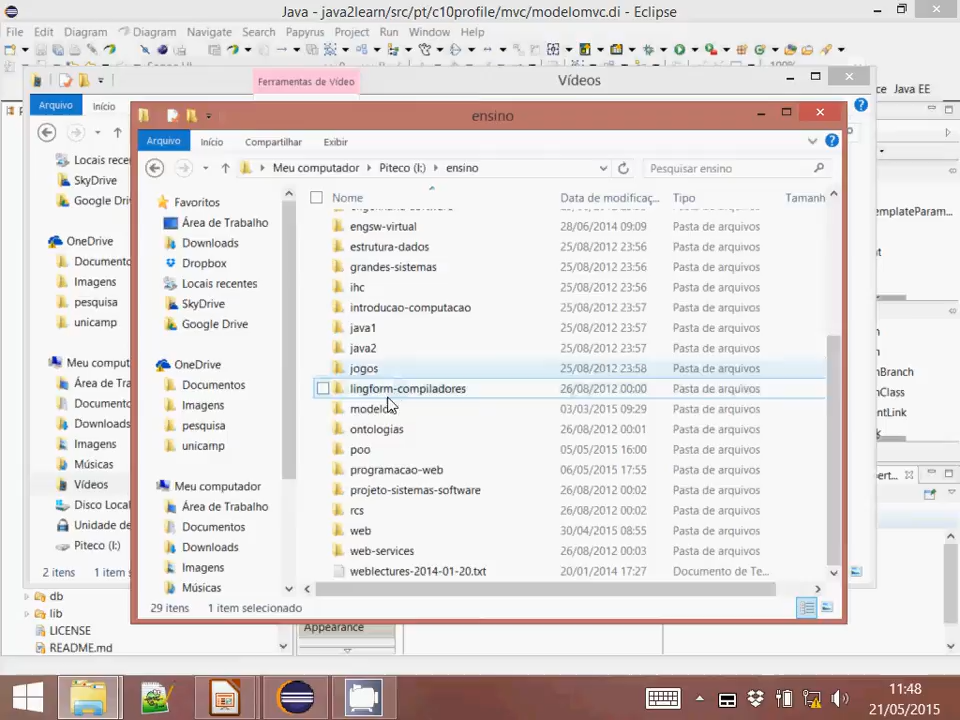 Java - java2learn/src/pt/c10profile/mvc/modelomvc.di - Eclipse
File Edit Diagram Diagram Navigate Search Papyrus Project Run Window Help
Ferramentas de Vídeo
Vídeos
Arquivo Início
Java EE
Locais rece
SkyDrive
Google Dri
OneDrive
Documento
Imagens
pesquisa
unicamp
Meu comput
Área de Tra
Documento
Downloads
Imagens
Músicas
Vídeos
Disco Local
Unidade de
Piteco (I:)
2 itens 1 item s
ensino
Arquivo Início Compartilhar Exibir
Meu computador Piteco (I:) ensino
Pesquisar ensino
Favoritos
Área de Trabalho
Downloads
Dropbox
Locais recentes
SkyDrive
Google Drive
OneDrive
Documentos
Imagens
pesquisa
unicamp
Meu computador
Área de Trabalho
Documentos
Downloads
Imagens
Músicas
Nome Data de modificaç... Tipo Tamanh
engsw-virtual 28/06/2014 09:09 Pasta de arquivos
estrutura-dados 25/08/2012 23:56 Pasta de arquivos
grandes-sistemas 25/08/2012 23:56 Pasta de arquivos
ihc 25/08/2012 23:56 Pasta de arquivos
introducao-computacao 25/08/2012 23:57 Pasta de arquivos
java1 25/08/2012 23:57 Pasta de arquivos
java2 25/08/2012 23:57 Pasta de arquivos
jogos 25/08/2012 23:58 Pasta de arquivos
lingform-compiladores 26/08/2012 00:00 Pasta de arquivos
03/03/2015 09:29 Pasta de arquivos
ontologias 26/08/2012 00:01 Pasta de arquivos
poo 05/05/2015 16:00 Pasta de arquivos
programacao-web 06/05/2015 17:55 Pasta de arquivos
projeto-sistemas-software 26/08/2012 00:02 Pasta de arquivos
rcs 26/08/2012 00:02 Pasta de arquivos
web 30/04/2015 08:55 Pasta de arquivos
web-services 26/08/2012 00:03 Pasta de arquivos
weblectures-2014-01-20.txt 20/01/2014 17:27 Documento de Te...
29 itens 1 item selecionado
emplateParam...
nBranch
nClass
ntLink
pert...
db
lib
LICENSE
README.md
Appearance
11:48
21/05/2015